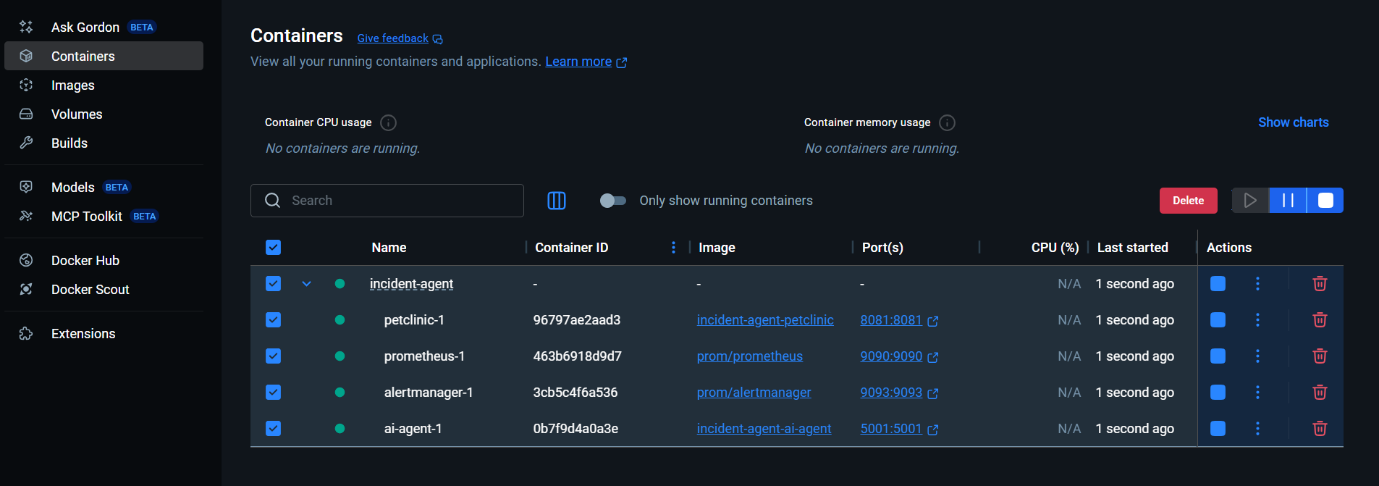 Ask Gordon BETA
Containers
Images
Volumes
Builds
Models BETA
MCP Toolkit BETA
Docker Hub
Docker Scout
Extensions
Containers Give feedback
View all your running containers and applications. Learn more
Container CPU usage
No containers are running.
Container memory usage
No containers are running.
Show charts
Search
Only show running containers
Delete
Name Container ID Image Port(s) CPU (%) Last started Actions
incident-agent - - - N/A 1 second ago
petclinic-1 96797ae2aad3 incident-agent-petclinic 8081:8081 N/A 1 second ago
prometheus-1 463b6918d9d7 prom/prometheus 9090:9090 N/A 1 second ago
alertmanager-1 3cb5c4f6a536 prom/alertmanager 9093:9093 N/A 1 second ago
ai-agent-1 0b7f9d4a0a3e incident-agent-ai-agent 5001:5001 N/A 1 second ago